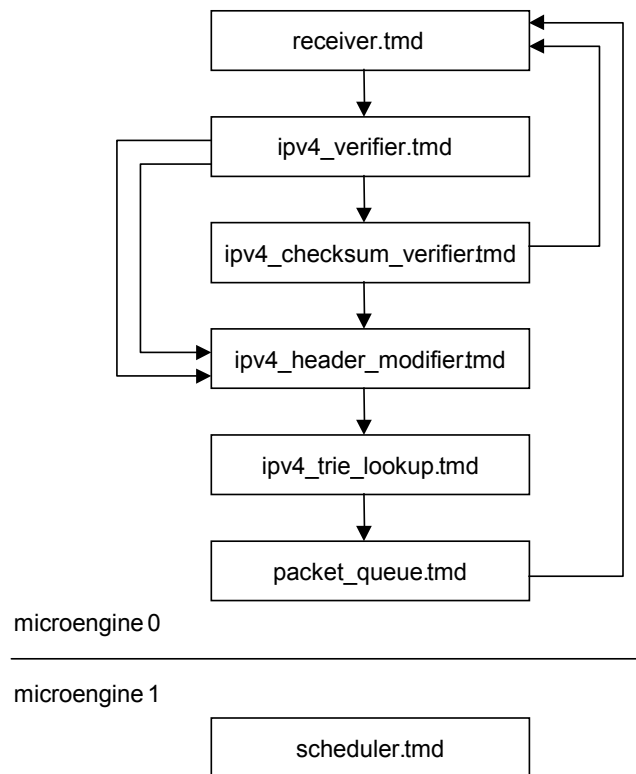 receiver.tmd
ipv4_verifier.tmd
ipv4_checksum_verifier.tmd
ipv4_header_modifier.tmd
ipv4_trie_lookup.tmd
packet_queue.tmd
microengine 0
microengine 1
scheduler.tmd